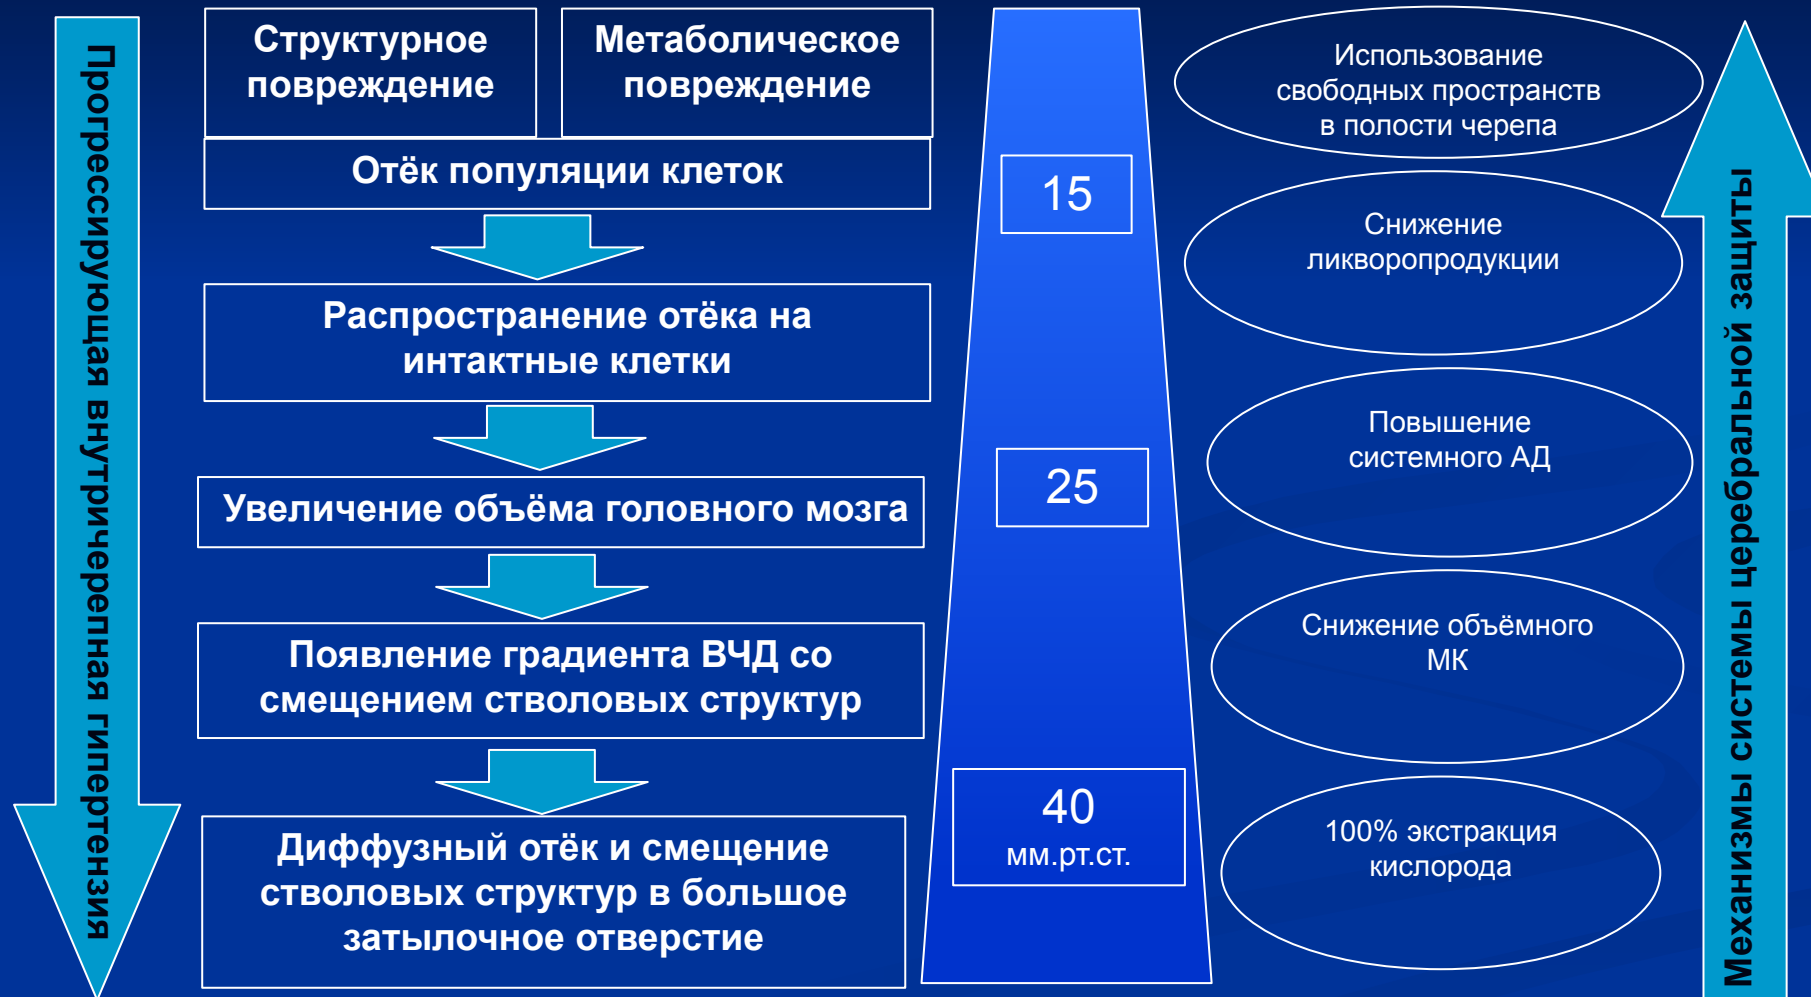 Прогрессирующая внутричерепная гипертензия
Структурное
повреждение
Метаболическое
повреждение
Отёк популяции клеток
Распространение отёка на
интактные клетки
Увеличение объёма головного мозга
Появление градиента ВЧД со
смещением стволовых структур
Диффузный отёк и смещение
стволовых структур в большое
затылочное отверстие
15
25
40
мм.рт.ст.
Использование
свободных пространств
в полости черепа
Снижение
ликворопродукции
Повышение
системного АД
Снижение объёмного
МК
100% экстракция
кислорода
Механизмы системы церебральной защиты